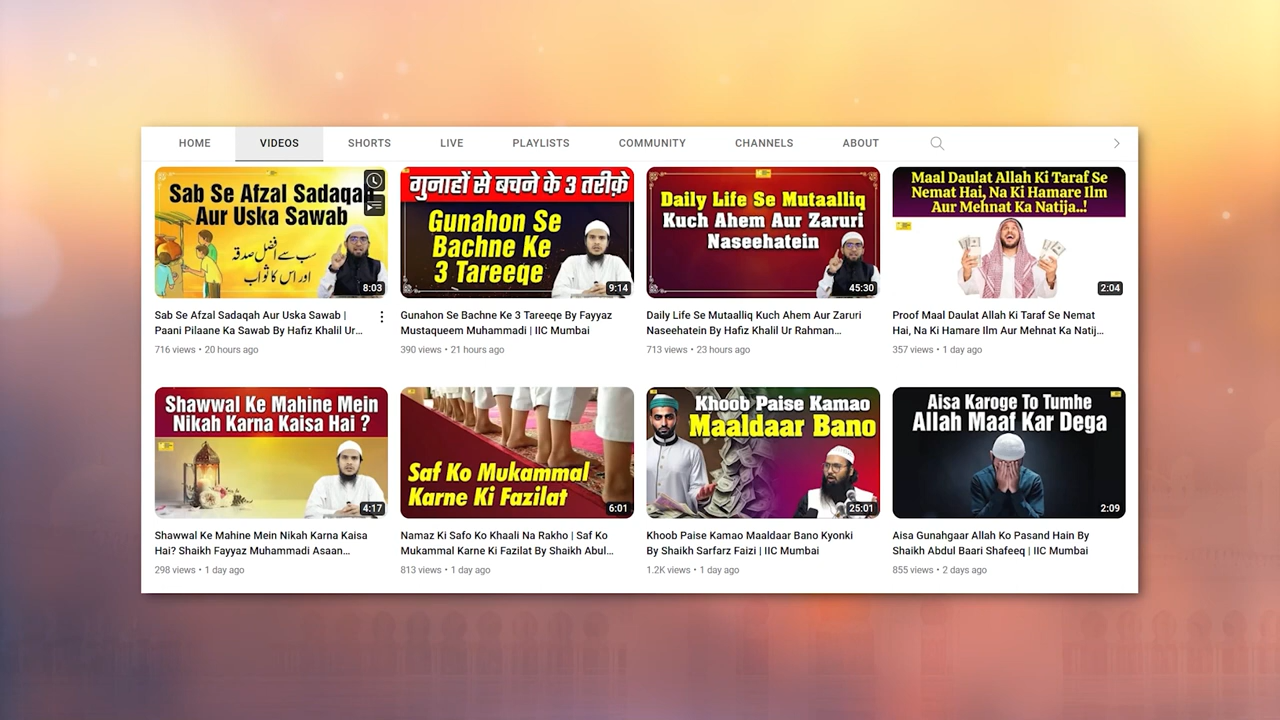 HOME VIDEOS SHORTS LIVE PLAYLISTS COMMUNITY CHANNELS ABOUT
Sab Se Afzal Sadaqah
Aur Uska Sawab
سب سے افضل صدقہ
اور اس کا ثواب
8:03
Sab Se Afzal Sadaqah Aur Uska Sawab |
Paani Pilaane Ka Sawab By Hafiz Khalil Ur...
716 views • 20 hours ago
गुनाहों से बचने के 3 तरीक़े
Gunahon Se
Bachne Ke
3 Tareeqe
9:14
Gunahon Se Bachne Ke 3 Tareeqe By Fayyaz
Mustaqueem Muhammadi | IIC Mumbai
390 views • 21 hours ago
Daily Life Se Mutaalliq
Kuch Ahem Aur Zaruri
Naseehatein
45:30
Daily Life Se Mutaalliq Kuch Ahem Aur Zaruri
Naseehatein By Hafiz Khalil Ur Rahman...
713 views • 23 hours ago
Maal Daulat Allah Ki Taraf Se
Nemat Hai, Na Ki Hamare Ilm
Aur Mehnat Ka Natija..!
2:04
Proof Maal Daulat Allah Ki Taraf Se Nemat
Hai, Na Ki Hamare Ilm Aur Mehnat Ka Natij...
357 views • 1 day ago
Shawwal Ke Mahine Mein
Nikah Karna Kaisa Hai ?
4:17
Shawwal Ke Mahine Mein Nikah Karna Kaisa
Hai? Shaikh Fayyaz Muhammadi Asaan...
298 views • 1 day ago
Saf Ko Mukammal
Karne Ki Fazilat
6:01
Namaz Ki Safo Ko Khaali Na Rakho | Saf Ko
Mukammal Karne Ki Fazilat By Shaikh Abul...
813 views • 1 day ago
Khoob Paise Kamao
Maaldaar Bano
25:01
Khoob Paise Kamao Maaldaar Bano Kyonki
By Shaikh Sarfarz Faizi | IIC Mumbai
1.2K views • 1 day ago
Aisa Karoge To Tumhe
Allah Maaf Kar Dega
2:09
Aisa Gunahgaar Allah Ko Pasand Hain By
Shaikh Abdul Baari Shafeeq | IIC Mumbai
855 views • 2 days ago